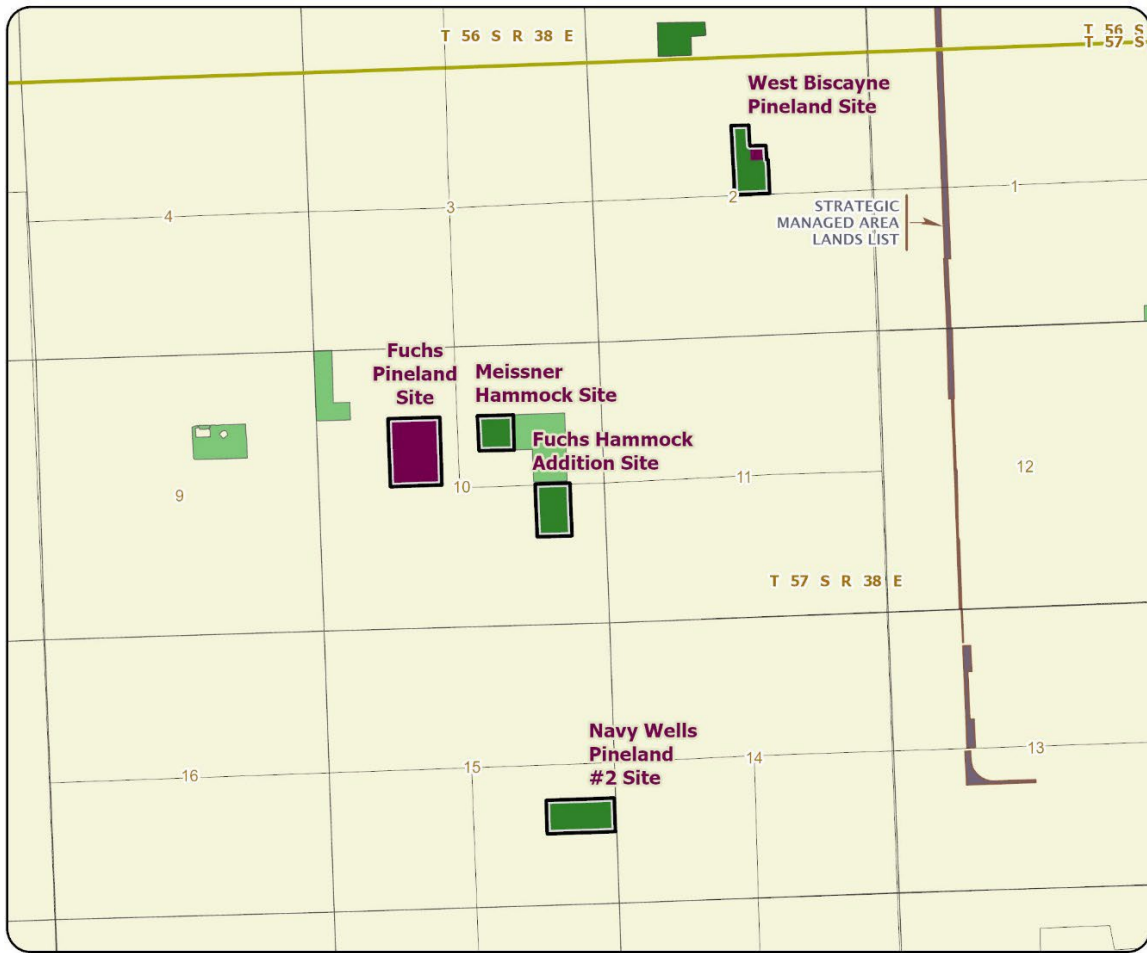 T 56 S R 38 E
T 56 S
T 57 S
West Biscayne
Pineland Site
4
3
2
1
STRATEGIC
MANAGED AREA
LANDS LIST
Fuchs
Pineland
Site
Meissner
Hammock Site
Fuchs Hammock
Addition Site
9
10
11
12
T 57 S R 38 E
Navy Wells
Pineland
#2 Site
16
15
14
13